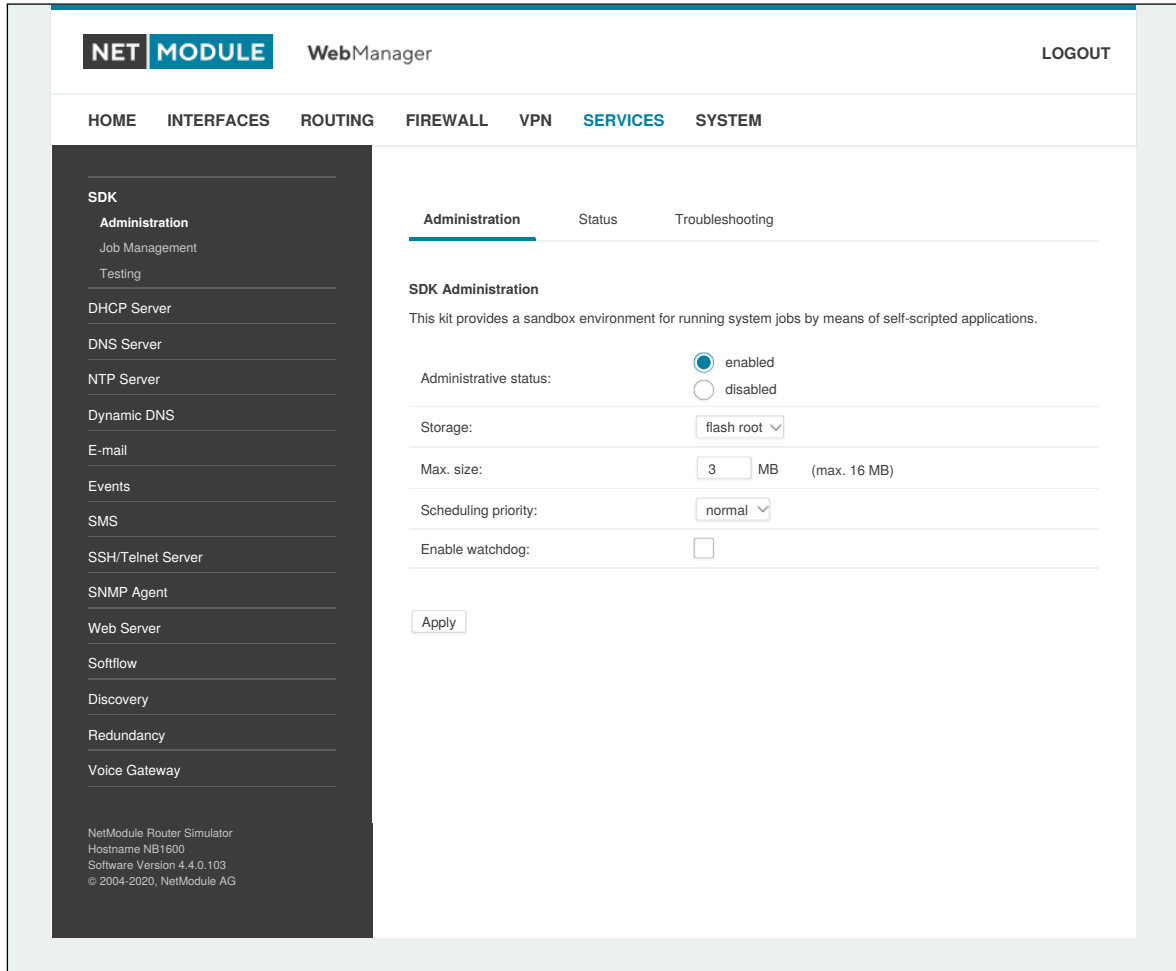 NET MODULE WebManager LOGOUT
HOME INTERFACES ROUTING FIREWALL VPN SERVICES SYSTEM
SDK
Administration
Job Management
Testing
DHCP Server
DNS Server
NTP Server
Dynamic DNS
E-mail
Events
SMS
SSH/Telnet Server
SNMP Agent
Web Server
Softflow
Discovery
Redundancy
Voice Gateway
NetModule Router Simulator
Hostname NB1600
Software Version 4.4.0.103
© 2004-2020, NetModule AG
Administration Status Troubleshooting
SDK Administration
This kit provides a sandbox environment for running system jobs by means of self-scripted applications.
Administrative status:
enabled
disabled
Storage: flash root
Max. size: 3 MB (max. 16 MB)
Scheduling priority: normal
Enable watchdog:
Apply